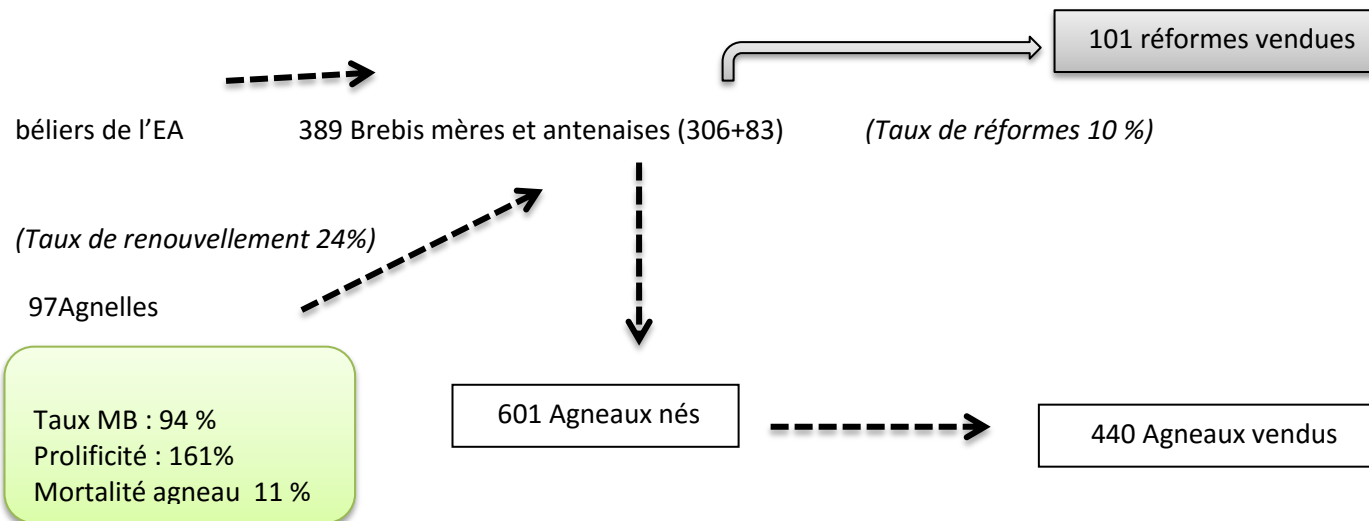 101 réformes vendues
béliers de l'EA
389 Brebis mères et antenaises (306+83)
(Taux de réformes 10 %)
(Taux de renouvellement 24%)
97Agnelles
Taux MB : 94 %
Prolificité : 161%
Mortalité agneau  11 %
601 Agneaux nés
440 Agneaux vendus